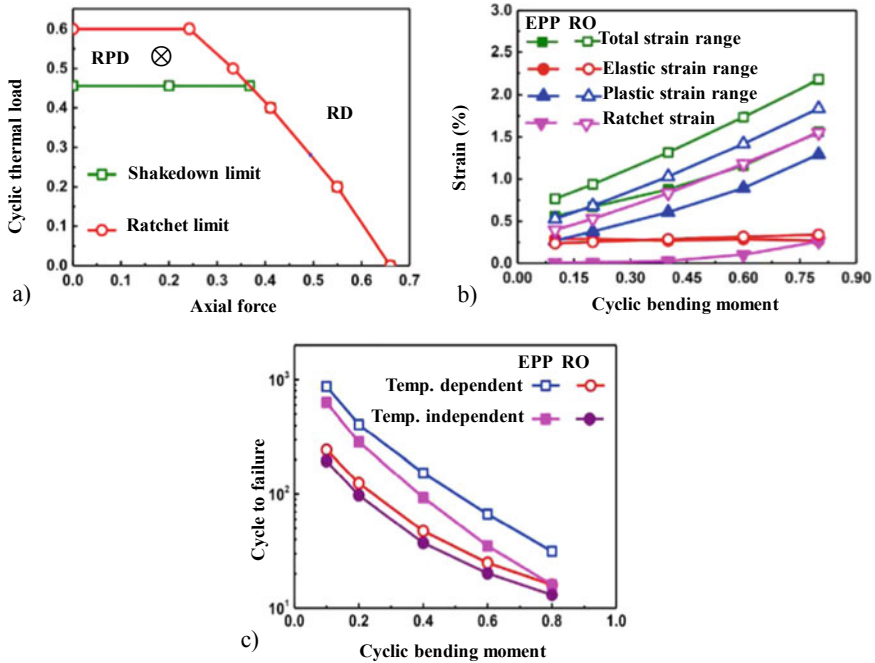 0.6
0.5
0.4
0.3
0.2
0.1
0.0
Cyclic thermal load
RPD
RD
Shakedown limit
Ratchet limit
0.0 0.1 0.2 0.3 0.4 0.5 0.6 0.7
Axial force
a)
3.0
2.5
2.0
1.5
1.0
0.5
0.0
Strain (%)
EPP RO
Total strain range
Elastic strain range
Plastic strain range
Ratchet strain
0.00 0.15 0.30 0.45 0.60 0.75 0.90
Cyclic bending moment
b)
10³
10²
10¹
Cycle to failure
EPP RO
Temp. dependent
Temp. independent
0.0 0.2 0.4 0.6 0.8 1.0
Cyclic bending moment
c)